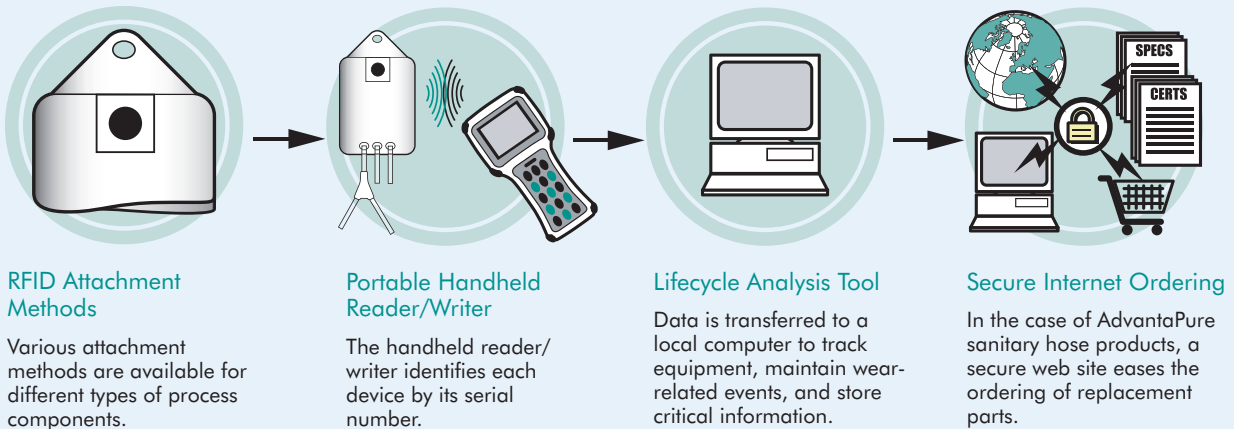 SPECS
CERTS
RFID Attachment
Methods
Various attachment
methods are available for
different types of process
components.
Portable Handheld
Reader/Writer
The handheld reader/
writer identifies each
device by its serial
number.
Lifecycle Analysis Tool
Data is transferred to a
local computer to track
equipment, maintain wear-
related events, and store
critical information.
Secure Internet Ordering
In the case of AdvantaPure
sanitary hose products, a
secure web site eases the
ordering of replacement
parts.